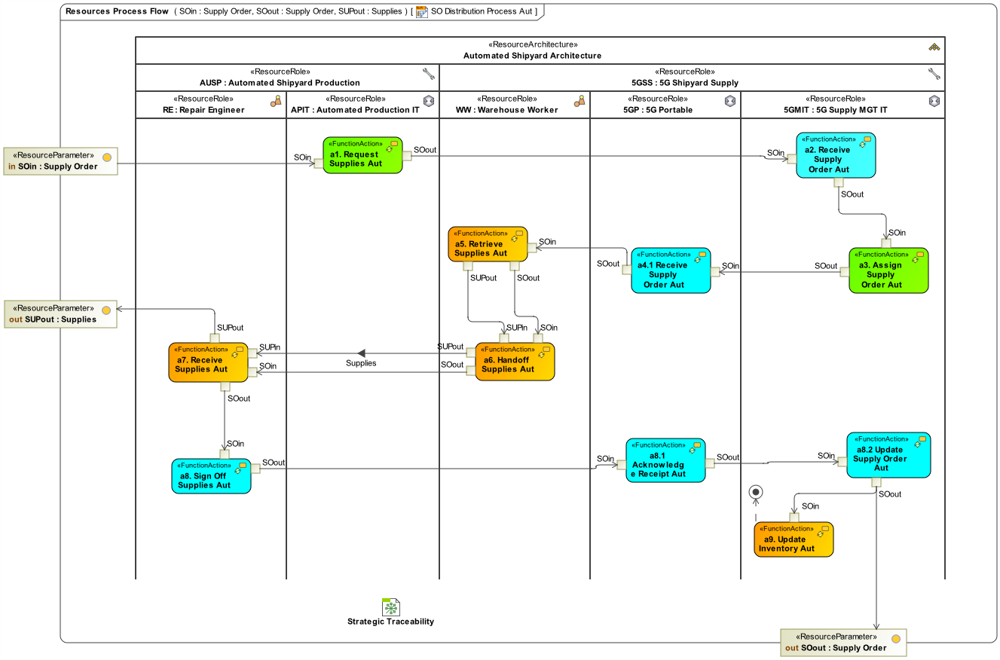 Resources Process Flow ( SOin : Supply Order, SOout : Supply Order, SUPout : Supplies ) [ SO Distribution Process Aut ]
«ResourceArchitecture»
Automated Shipyard Architecture
«ResourceRole»
AUSP : Automated Shipyard Production
«ResourceRole»
5GSS : 5G Shipyard Supply
«ResourceRole»
RE : Repair Engineer
«ResourceRole»
APIT : Automated Production IT
«ResourceRole»
WW : Warehouse Worker
«ResourceRole»
5GP : 5G Portable
«ResourceRole»
5GMIT : 5G Supply MGT IT
«ResourceParameter»
in SOin : Supply Order
SOin
«FunctionAction»
a1. Request
Supplies Aut
SOout
SOin
«FunctionAction»
a2. Receive
Supply
Order Aut
SOout
SOin
«FunctionAction»
a3. Assign
Supply
Order Aut
SOout
SOin
«FunctionAction»
a4.1 Receive
Supply
Order Aut
SOout
SOin
«FunctionAction»
a5. Retrieve
Supplies Aut
SUPout
SOout
SUPin
SOin
«FunctionAction»
a6. Handoff
Supplies Aut
SUPout
SOout
Supplies
SUPin
SOin
«FunctionAction»
a7. Receive
Supplies Aut
SUPout
«ResourceParameter»
out SUPout : Supplies
SOout
SOin
«FunctionAction»
a8. Sign Off
Supplies Aut
SOout
SOin
«FunctionAction»
a8.1
Acknowledg
e Receipt Aut
SOout
SOin
«FunctionAction»
a8.2 Update
Supply Order
Aut
SOout
SOin
«FunctionAction»
a9. Update
Inventory Aut
Strategic Traceability
«ResourceParameter»
out SOout : Supply Order